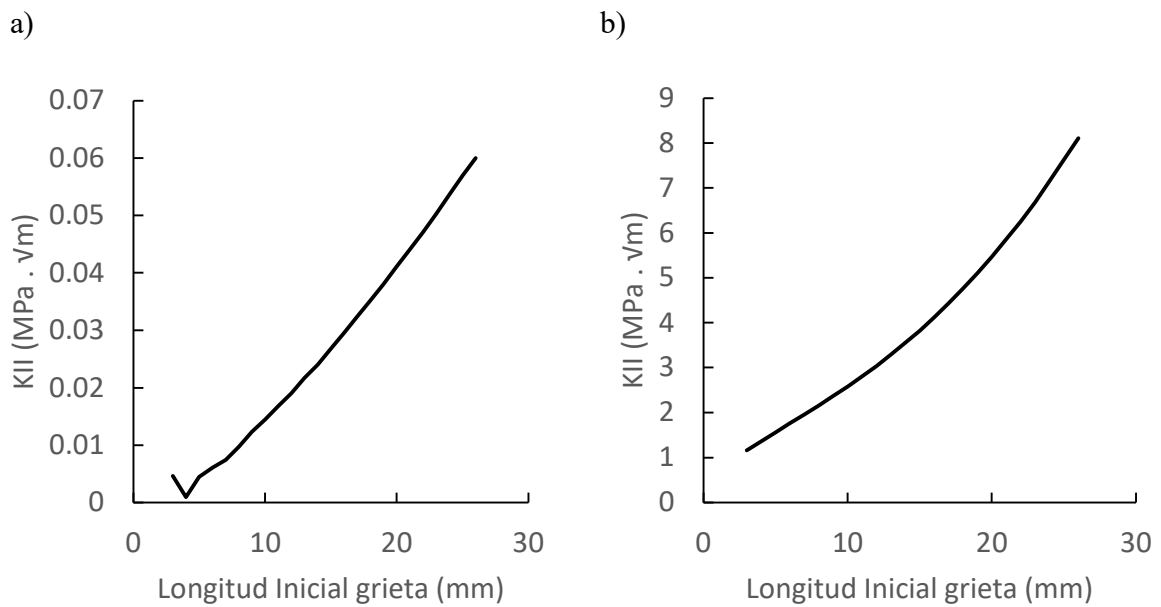 a)
b)
0.07
0.06
0.05
0.04
0.03
0.02
0.01
0
KII (MPa . √m)
0 10 20 30
Longitud Inicial grieta (mm)
9
8
7
6
5
4
3
2
1
0
KII (MPa . √m)
0 10 20 30
Longitud Inicial grieta (mm)